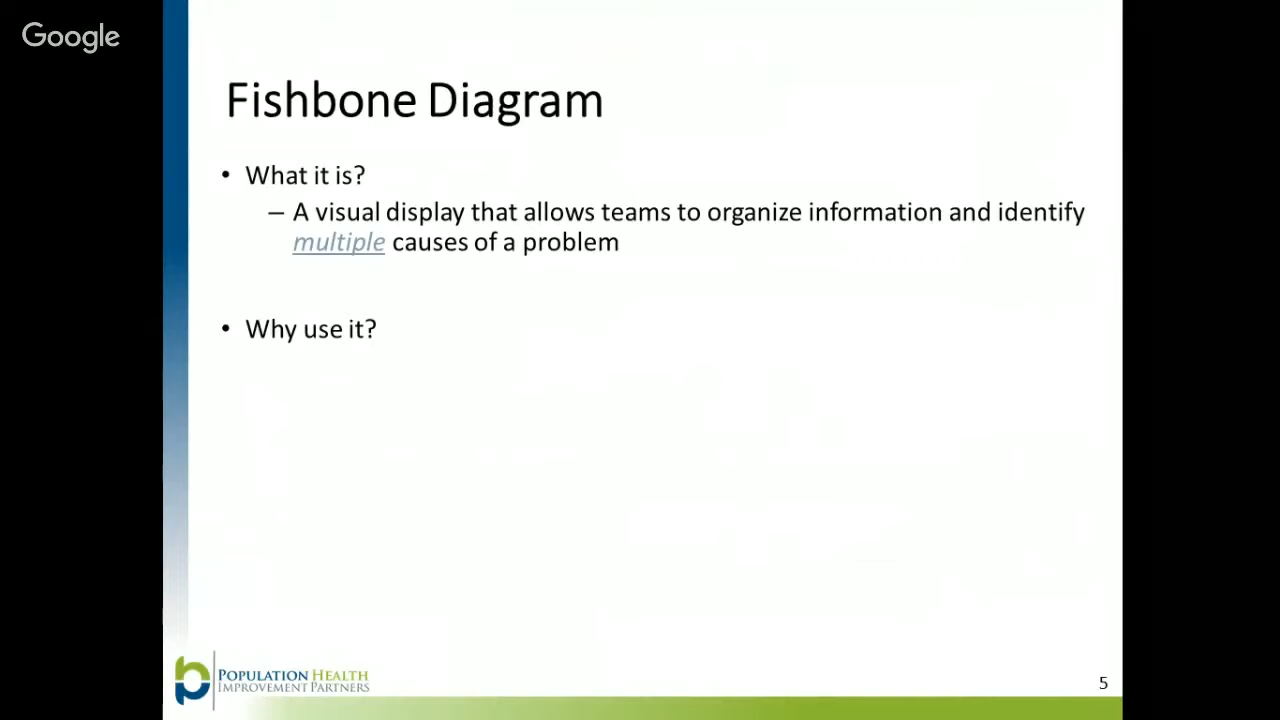 Google
Fishbone Diagram
• What it is?
– A visual display that allows teams to organize information and identify
multiple causes of a problem
• Why use it?
POPULATION HEALTH
IMPROVEMENT PARTNERS
5